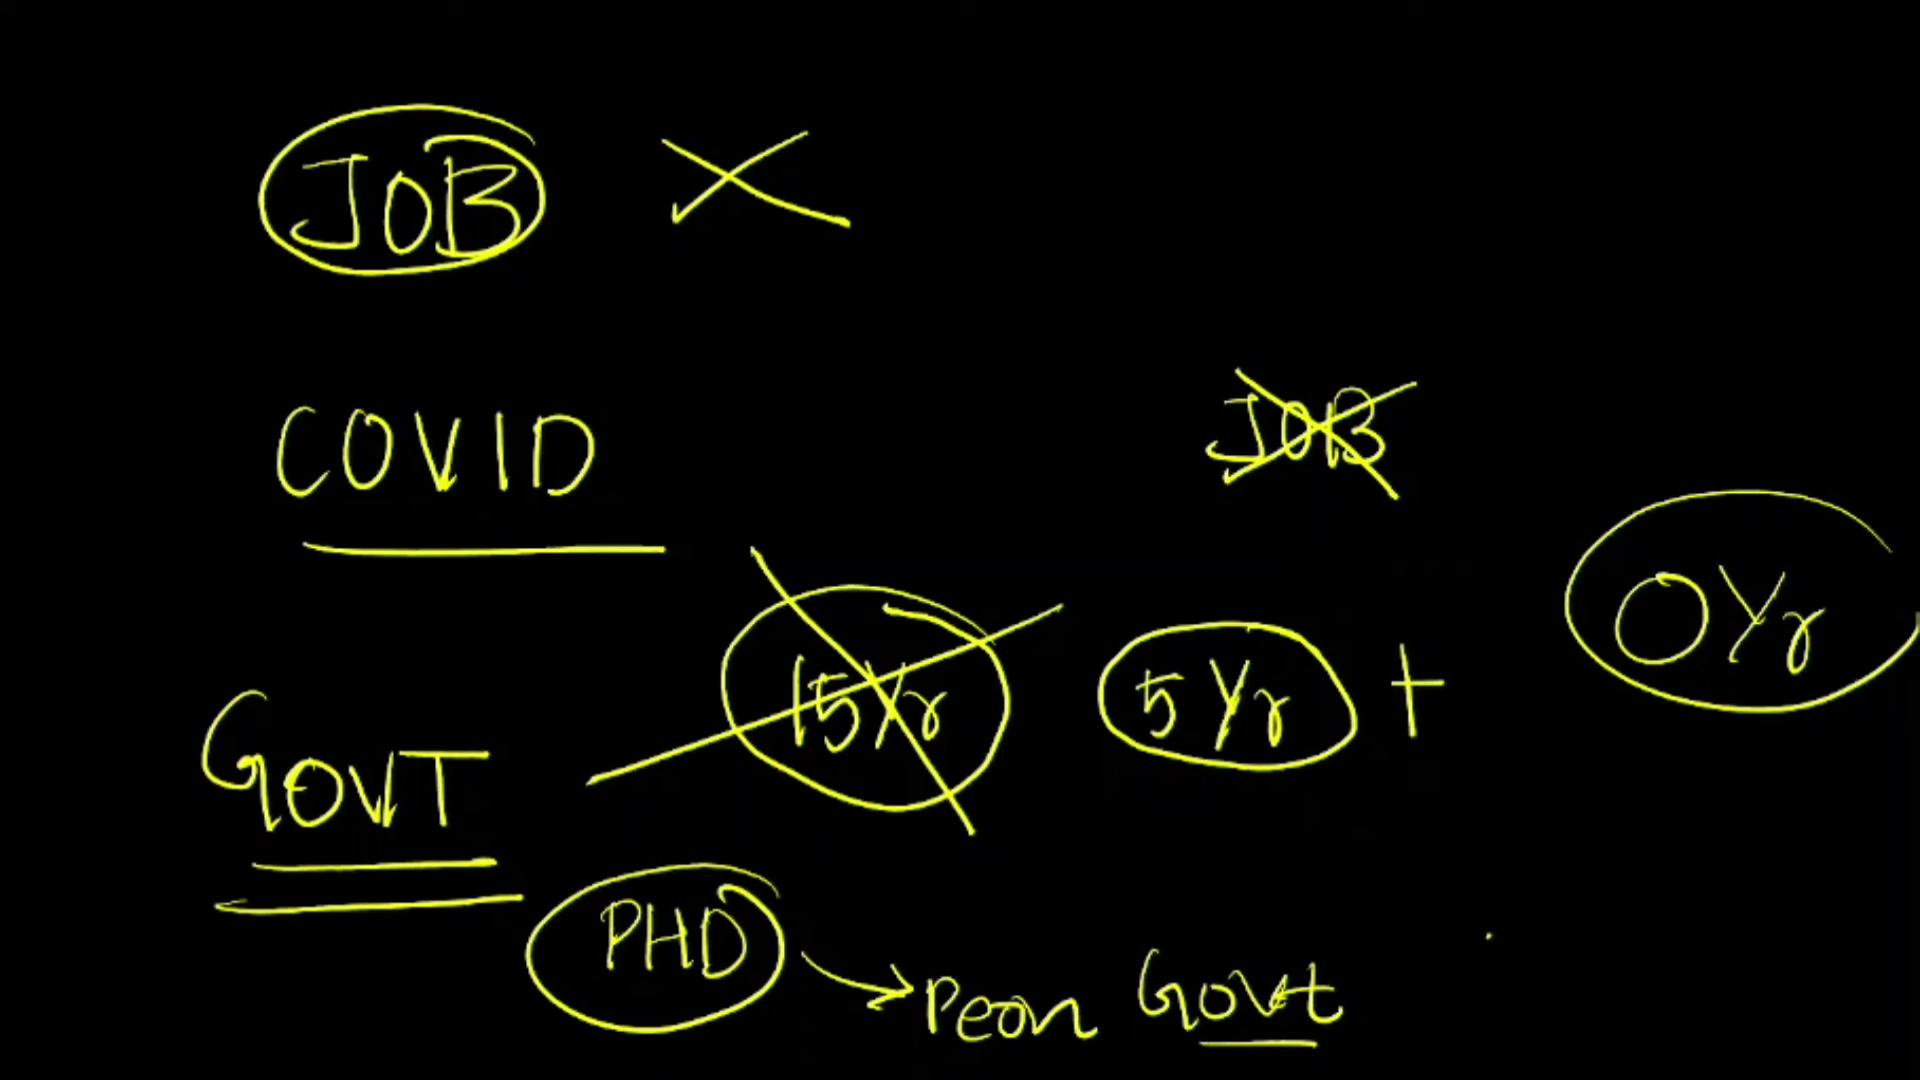 JOB
COVID
JOB
15Yr 5Yr +
0Yr
GOVT
PHD → Peon Govt